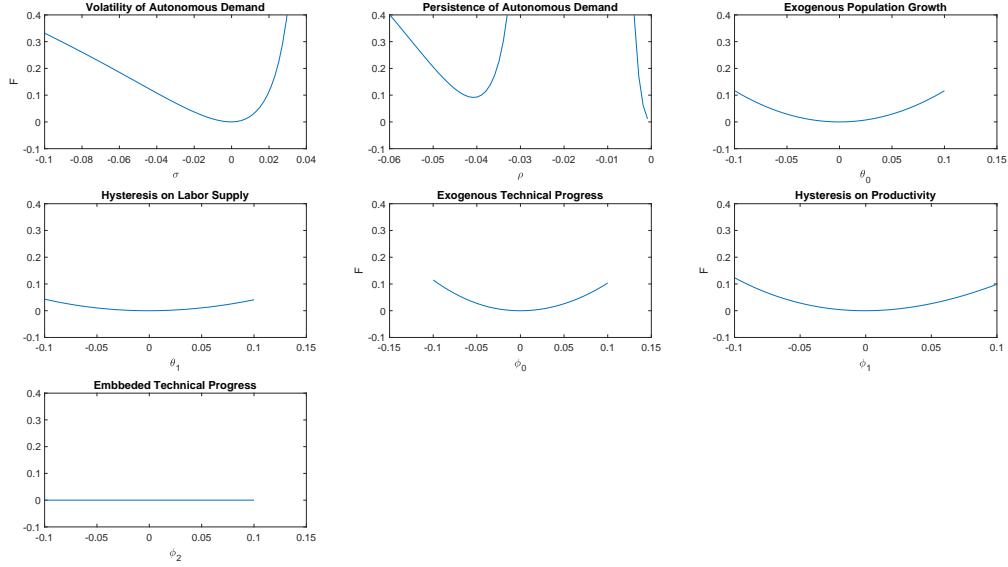 Volatility of Autonomous Demand
0.4
0.3
0.2
0.1
0
-0.1
F
-0.1 -0.08 -0.06 -0.04 -0.02 0 0.02 0.04
σ
Persistence of Autonomous Demand
0.4
0.3
0.2
0.1
0
-0.1
-0.06 -0.05 -0.04 -0.03 -0.02 -0.01 0
ρ
Exogenous Population Growth
0.4
0.3
0.2
0.1
0
-0.1
-0.1 -0.05 0 0.05 0.1 0.15
θ_0
Hysteresis on Labor Supply
0.4
0.3
0.2
0.1
0
-0.1
-0.1 -0.05 0 0.05 0.1 0.15
θ_1
Exogenous Technical Progress
0.4
0.3
0.2
0.1
0
-0.1
F
-0.15 -0.1 -0.05 0 0.05 0.1 0.15
ϕ_0
Hysteresis on Productivity
0.4
0.3
0.2
0.1
0
-0.1
F
-0.1 -0.05 0 0.05 0.1
ϕ_1
Embbeded Technical Progress
0.4
0.3
0.2
0.1
0
-0.1
-0.1 -0.05 0 0.05 0.1 0.15
ϕ_2